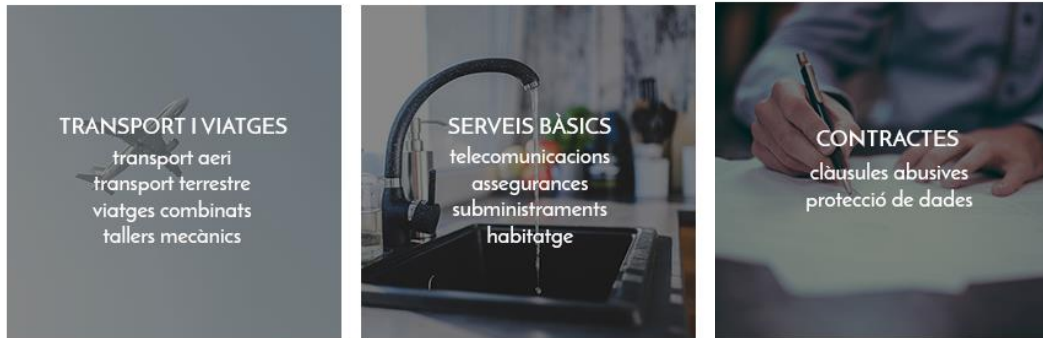 TRANSPORT I VIATGES
transport aeri
transport terrestre
viatges combinats
tallers mecànics
SERVEIS BÀSICS
telecomunicacions
assegurances
subministraments
habitatge
CONTRACTES
clàusules abusives
protecció de dades